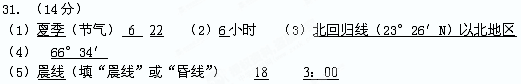 31. （14分）
（1）夏季（节气） 6 22 （2）6小时 （3）北回归线（23°26′N）以北地区
（4） 66°34′
（5）晨线（填“晨线”或“昏线”） 18 3：00